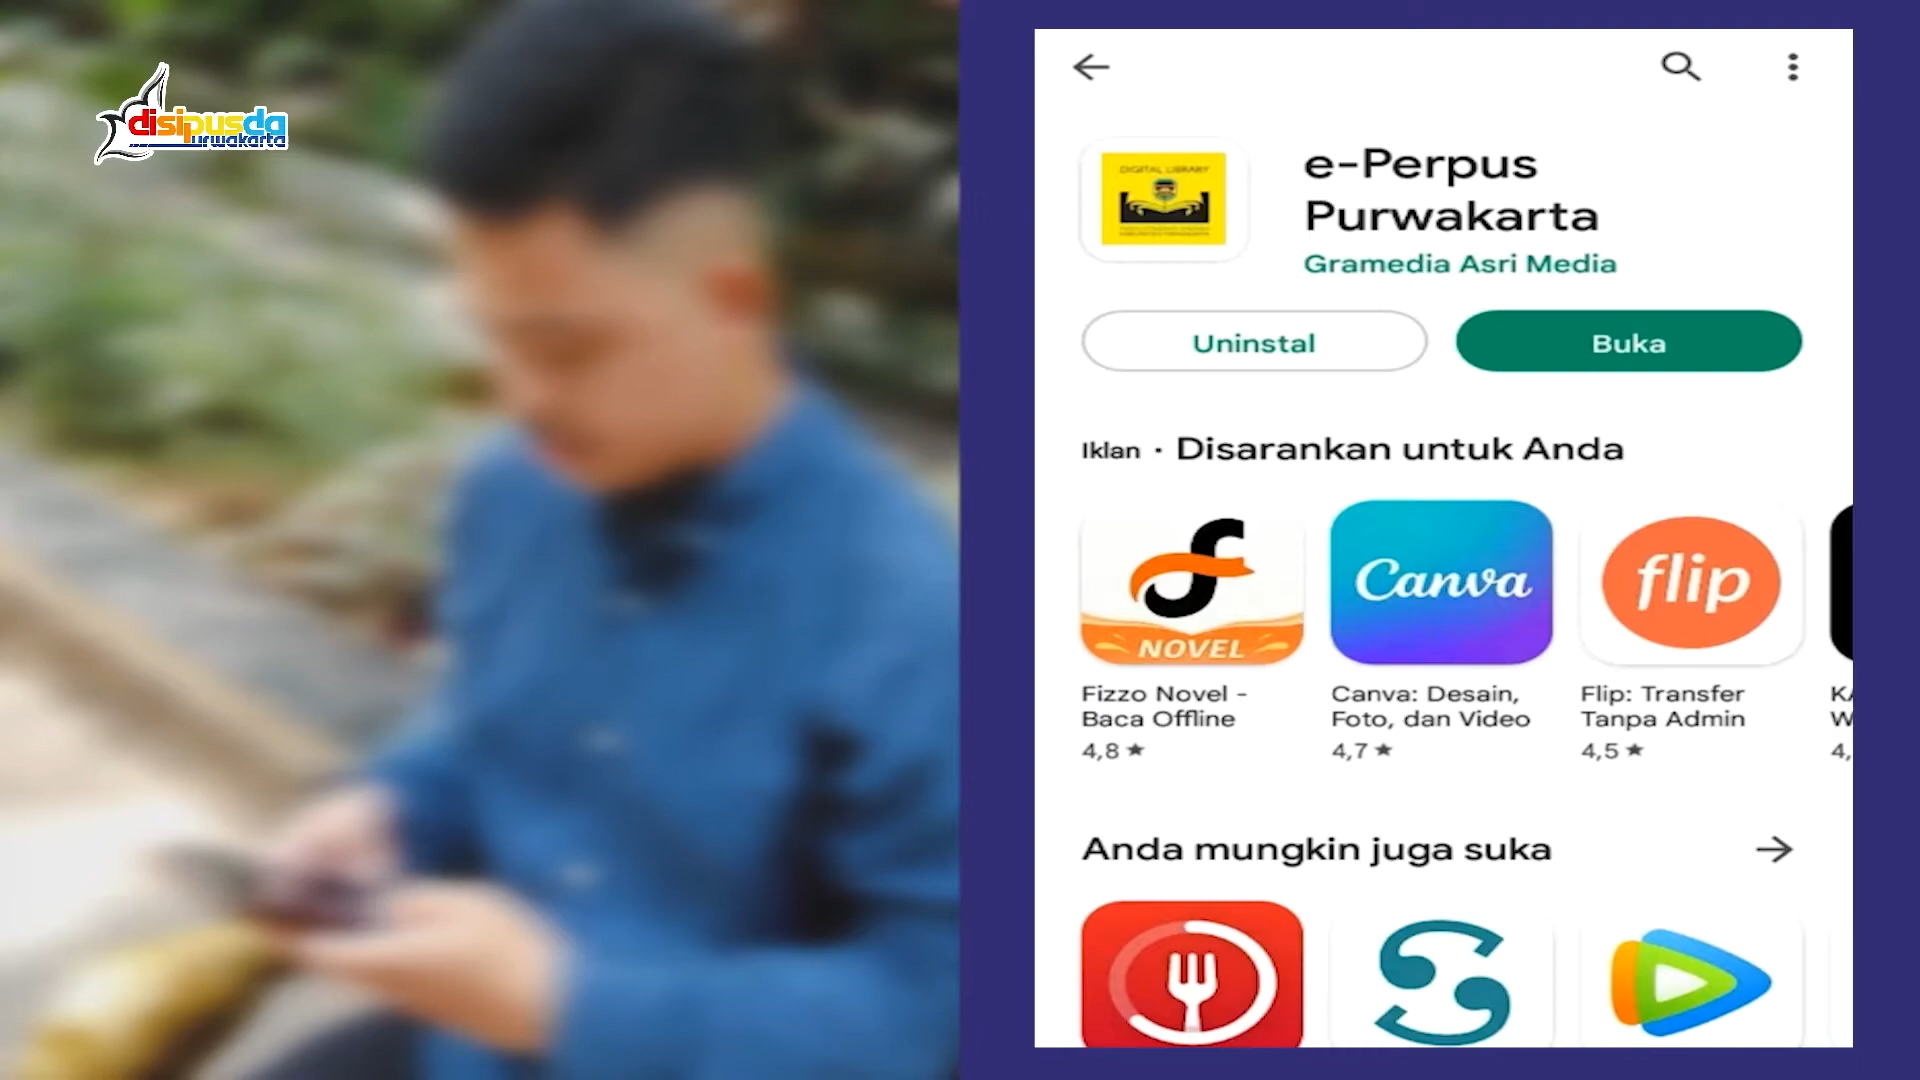 disipusda
purwakarta
e-Perpus
Purwakarta
Gramedia Asri Media
DIGITAL LIBRARY
Uninstal
Buka
Iklan · Disarankan untuk Anda
NOVEL
Canva
flip
Fizzo Novel -
Baca Offline
4,8 ★
Canva: Desain,
Foto, dan Video
4,7 ★
Flip: Transfer
Tanpa Admin
4,5 ★
Anda mungkin juga suka